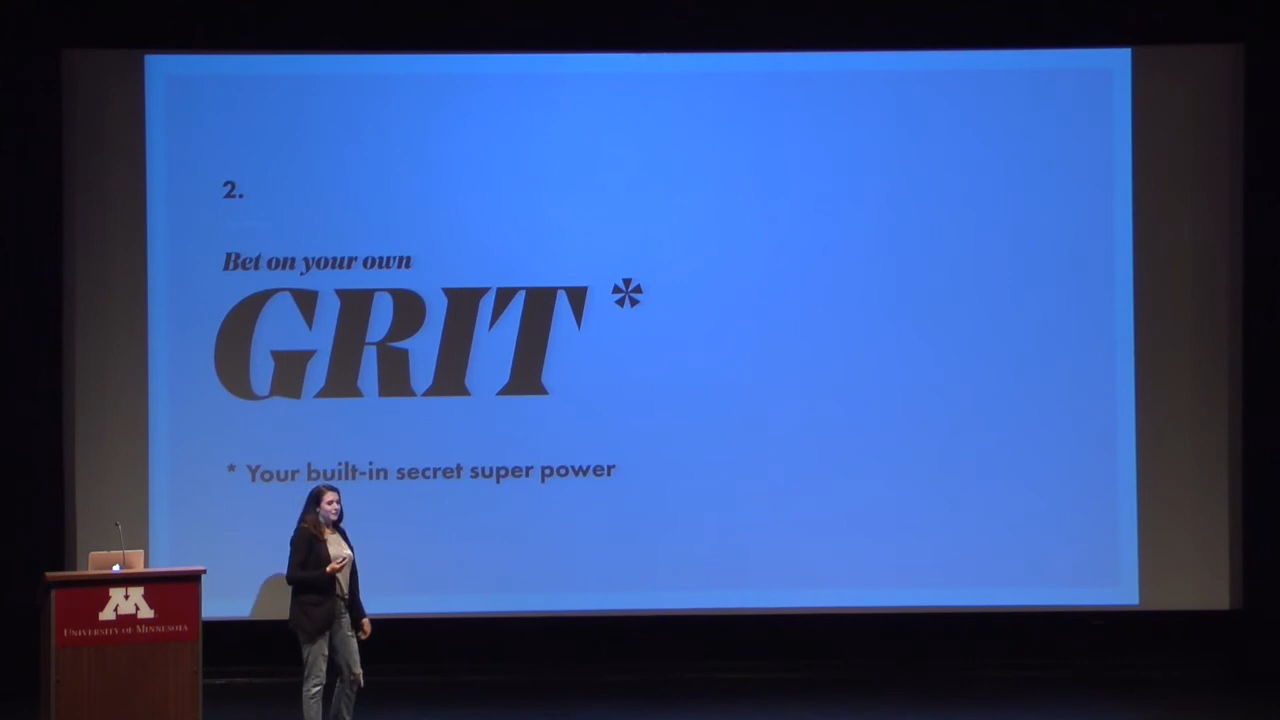 2.
Bet on your own
GRIT *
* Your built-in secret super power
M
UNIVERSITY OF MINNESOTA